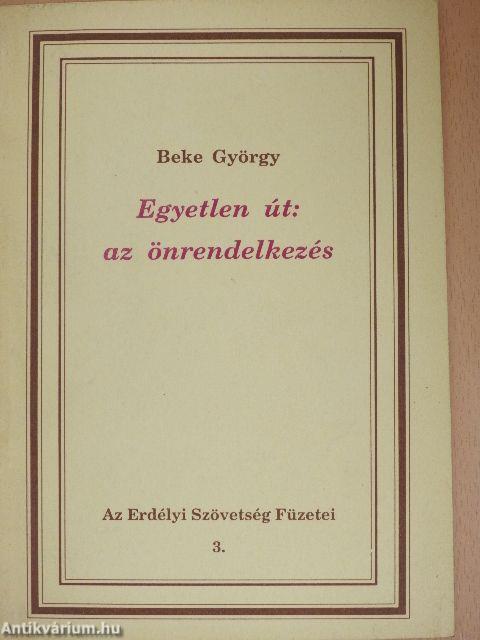 Beke György
Egyetlen út:
az önrendelkezés
Az Erdélyi Szövetség Füzetei
3.
Antikvárium.hu